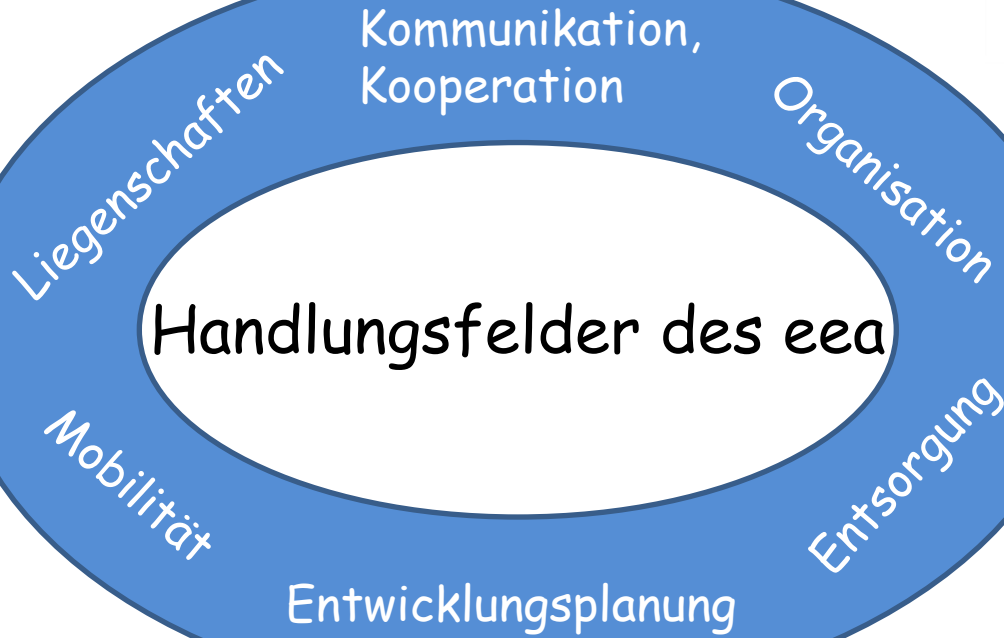 Kommunikation,
Kooperation
Liegenschaften
Organisation
Handlungsfelder des eea
Mobilität
Entsorgung
Entwicklungsplanung